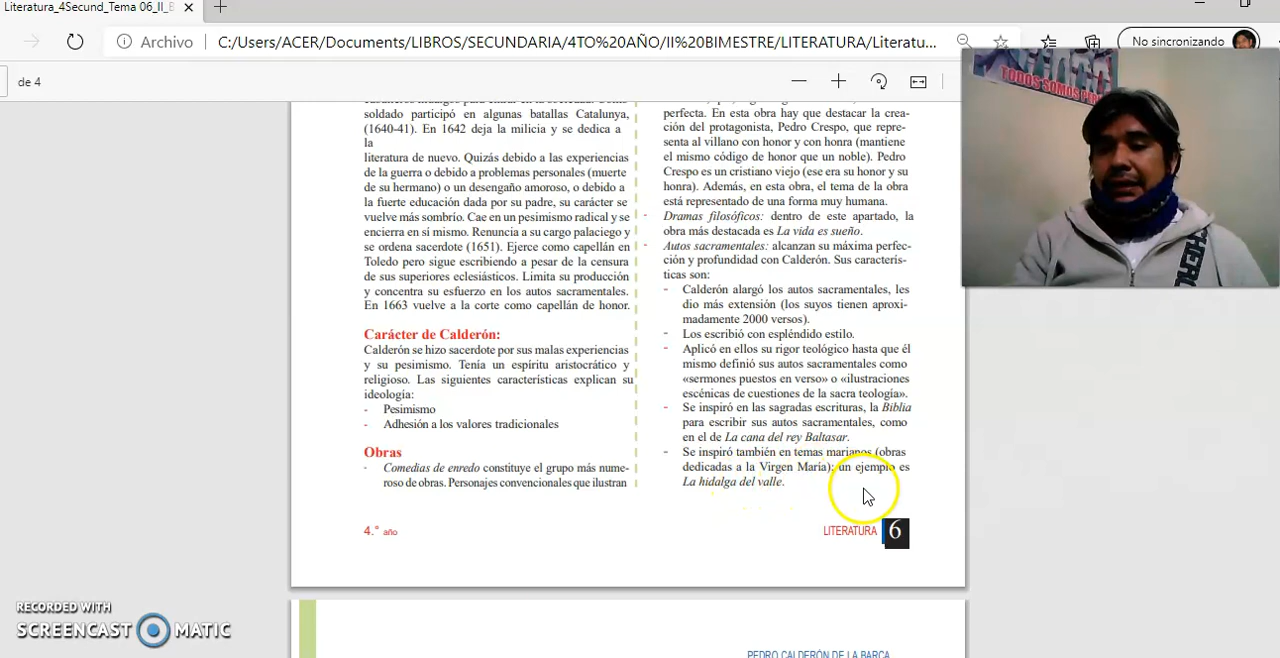 Literatura_4Secund_Tema 06_II_B
Archivo
C:/Users/ACER/Documents/LIBROS/SECUNDARIA/4TO%20AÑO/II%20BIMESTRE/LITERATURA/Literatu...
No sincronizando
de 4
TODOS SOMOS PER
soldado participó en algunas batallas Catalunya,
(1640-41). En 1642 deja la milicia y se dedica a
la
literatura de nuevo. Quizás debido a las experiencias
de la guerra o debido a problemas personales (muerte
de su hermano) o un desengaño amoroso, o debido a
la fuerte educación dada por su padre, su carácter se
vuelve más sombrío. Cae en un pesimismo radical y se
encierra en sí mismo. Renuncia a su cargo palaciego y
se ordena sacerdote (1651). Ejerce como capellán en
Toledo pero sigue escribiendo a pesar de la censura
de sus superiores eclesiásticos. Limita su producción
y concentra su esfuerzo en los autos sacramentales.
En 1663 vuelve a la corte como capellán de honor.
Carácter de Calderón:
Calderón se hizo sacerdote por sus malas experiencias
y su pesimismo. Tenía un espíritu aristocrático y
religioso. Las siguientes características explican su
ideología:
- Pesimismo
- Adhesión a los valores tradicionales
Obras
- Comedias de enredo constituye el grupo más nume-
roso de obras. Personajes convencionales que ilustran
perfecta. En esta obra hay que destacar la crea-
ción del protagonista, Pedro Crespo, que repre-
senta al villano con honor y con honra (mantiene
el mismo código de honor que un noble). Pedro
Crespo es un cristiano viejo (ese era su honor y su
honra). Además, en esta obra, el tema de la obra
está representado de una forma muy humana.
- Dramas filosóficos: dentro de este apartado, la
obra más destacada es La vida es sueño.
- Autos sacramentales: alcanzan su máxima perfec-
ción y profundidad con Calderón. Sus caracterís-
ticas son:
- Calderón alargó los autos sacramentales, les
dio más extensión (los suyos tienen aproxi-
madamente 2000 versos).
- Los escribió con espléndido estilo.
- Aplicó en ellos su rigor teológico hasta que él
mismo definió sus autos sacramentales como
«sermones puestos en verso» o «ilustraciones
escénicas de cuestiones de la sacra teología».
- Se inspiró en las sagradas escrituras, la Biblia
para escribir sus autos sacramentales, como
en el de La cana del rey Baltasar.
- Se inspiró también en temas marianos (obras
dedicadas a la Virgen María); un ejemplo es
La hidalga del valle.
4.° año
LITERATURA 6
RECORDED WITH
SCREENCAST MATIC
PEDRO CALDERÓN DE LA BARCA